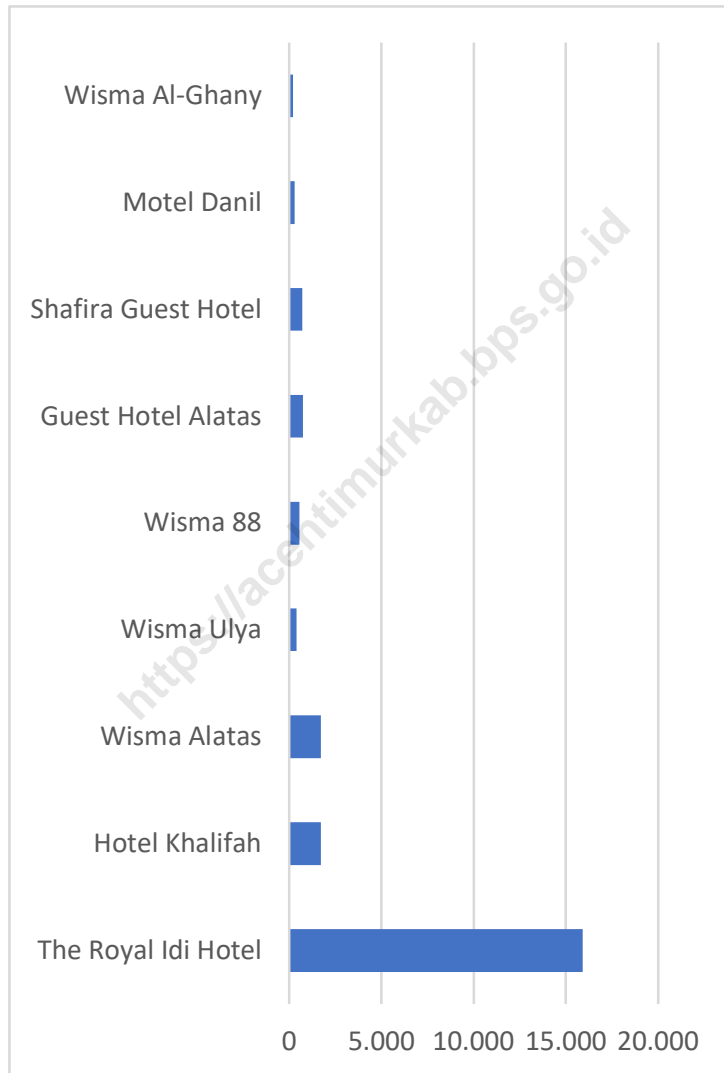 Wisma Al-Ghany
Motel Danil
Shafira Guest Hotel
Guest Hotel Alatas
Wisma 88
Wisma Ulya
Wisma Alatas
Hotel Khalifah
The Royal Idi Hotel
0 5.000 10.000 15.000 20.000
https://acehtimurkab.bps.go.id